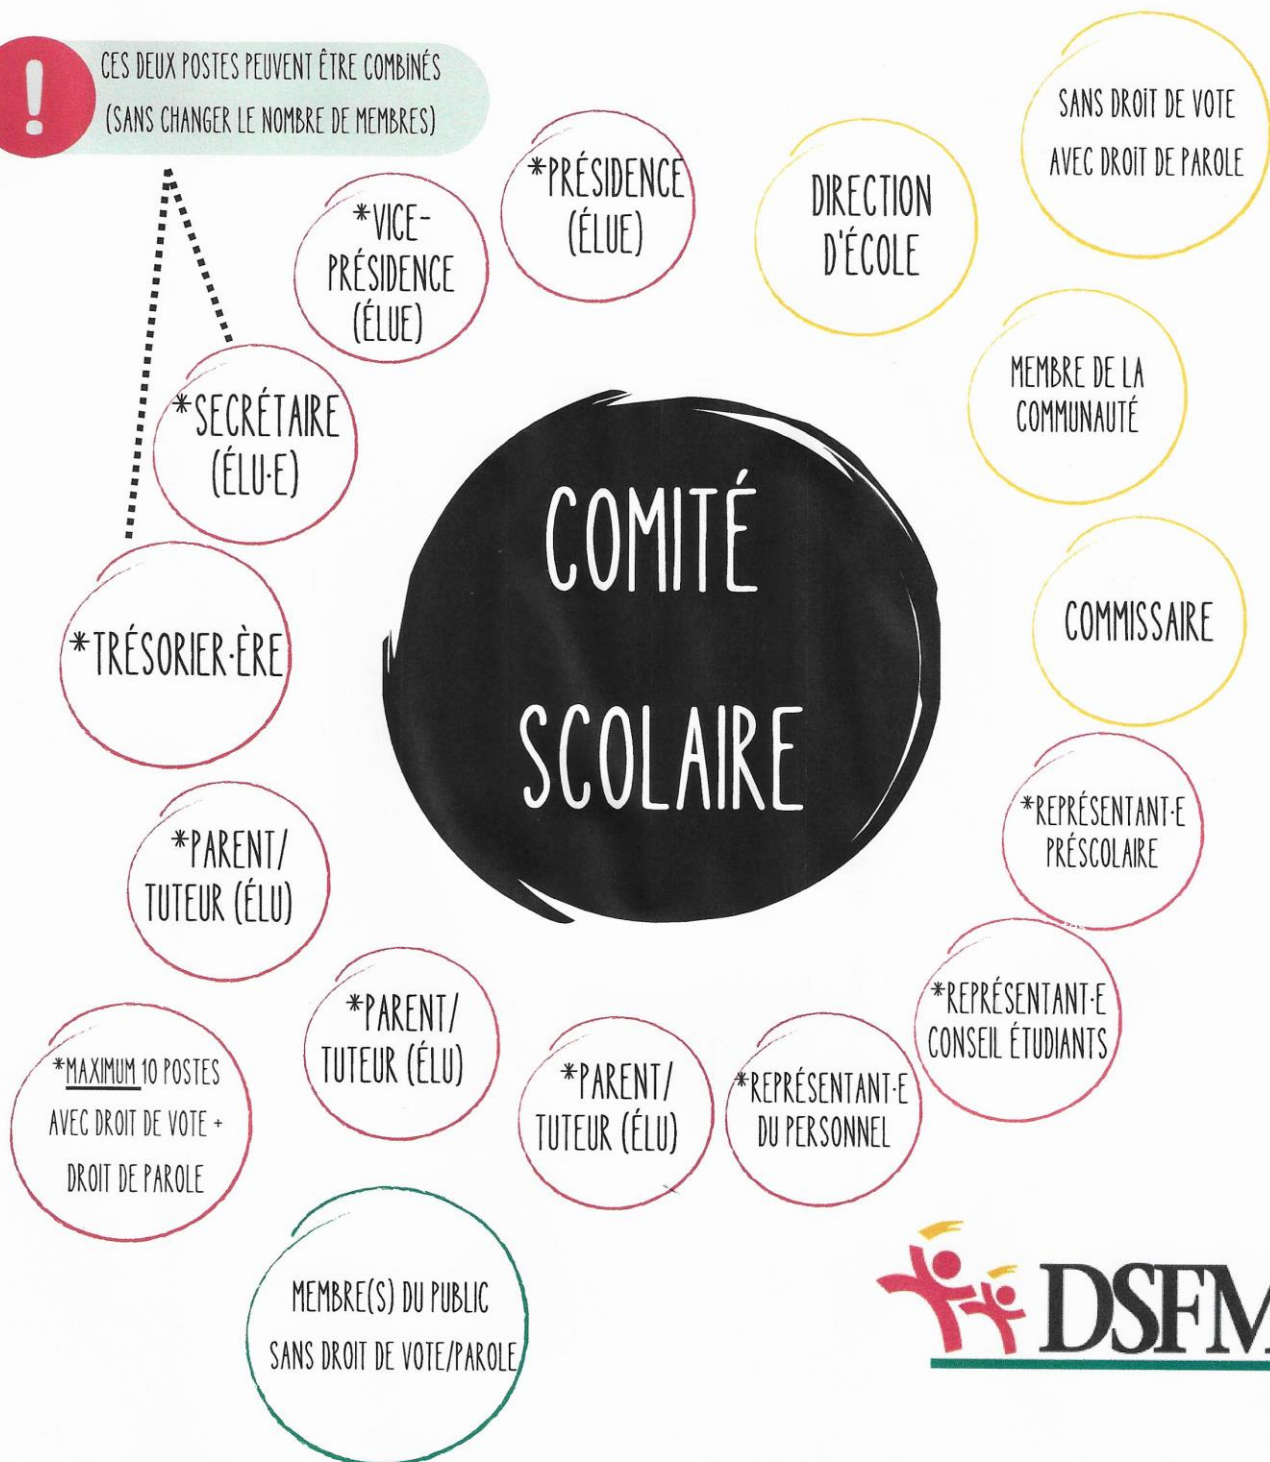 !
CES DEUX POSTES PEUVENT ÊTRE COMBINÉS
(SANS CHANGER LE NOMBRE DE MEMBRES)
SANS DROIT DE VOTE
AVEC DROIT DE PAROLE
*PRÉSIDENCE
(ÉLUE)
DIRECTION
D'ÉCOLE
*VICE-
PRÉSIDENCE
(ÉLUE)
MEMBRE DE LA
COMMUNAUTÉ
*SECRÉTAIRE
(ÉLU·E)
COMITÉ
SCOLAIRE
COMMISSAIRE
*TRÉSORIER·ÈRE
*REPRÉSENTANT·E
PRÉSCOLAIRE
*PARENT/
TUTEUR (ÉLU)
*REPRÉSENTANT·E
CONSEIL ÉTUDIANTS
*PARENT/
TUTEUR (ÉLU)
*PARENT/
TUTEUR (ÉLU)
*REPRÉSENTANT·E
DU PERSONNEL
*MAXIMUM 10 POSTES
AVEC DROIT DE VOTE +
DROIT DE PAROLE
MEMBRE(S) DU PUBLIC
SANS DROIT DE VOTE/PAROLE
DSFM